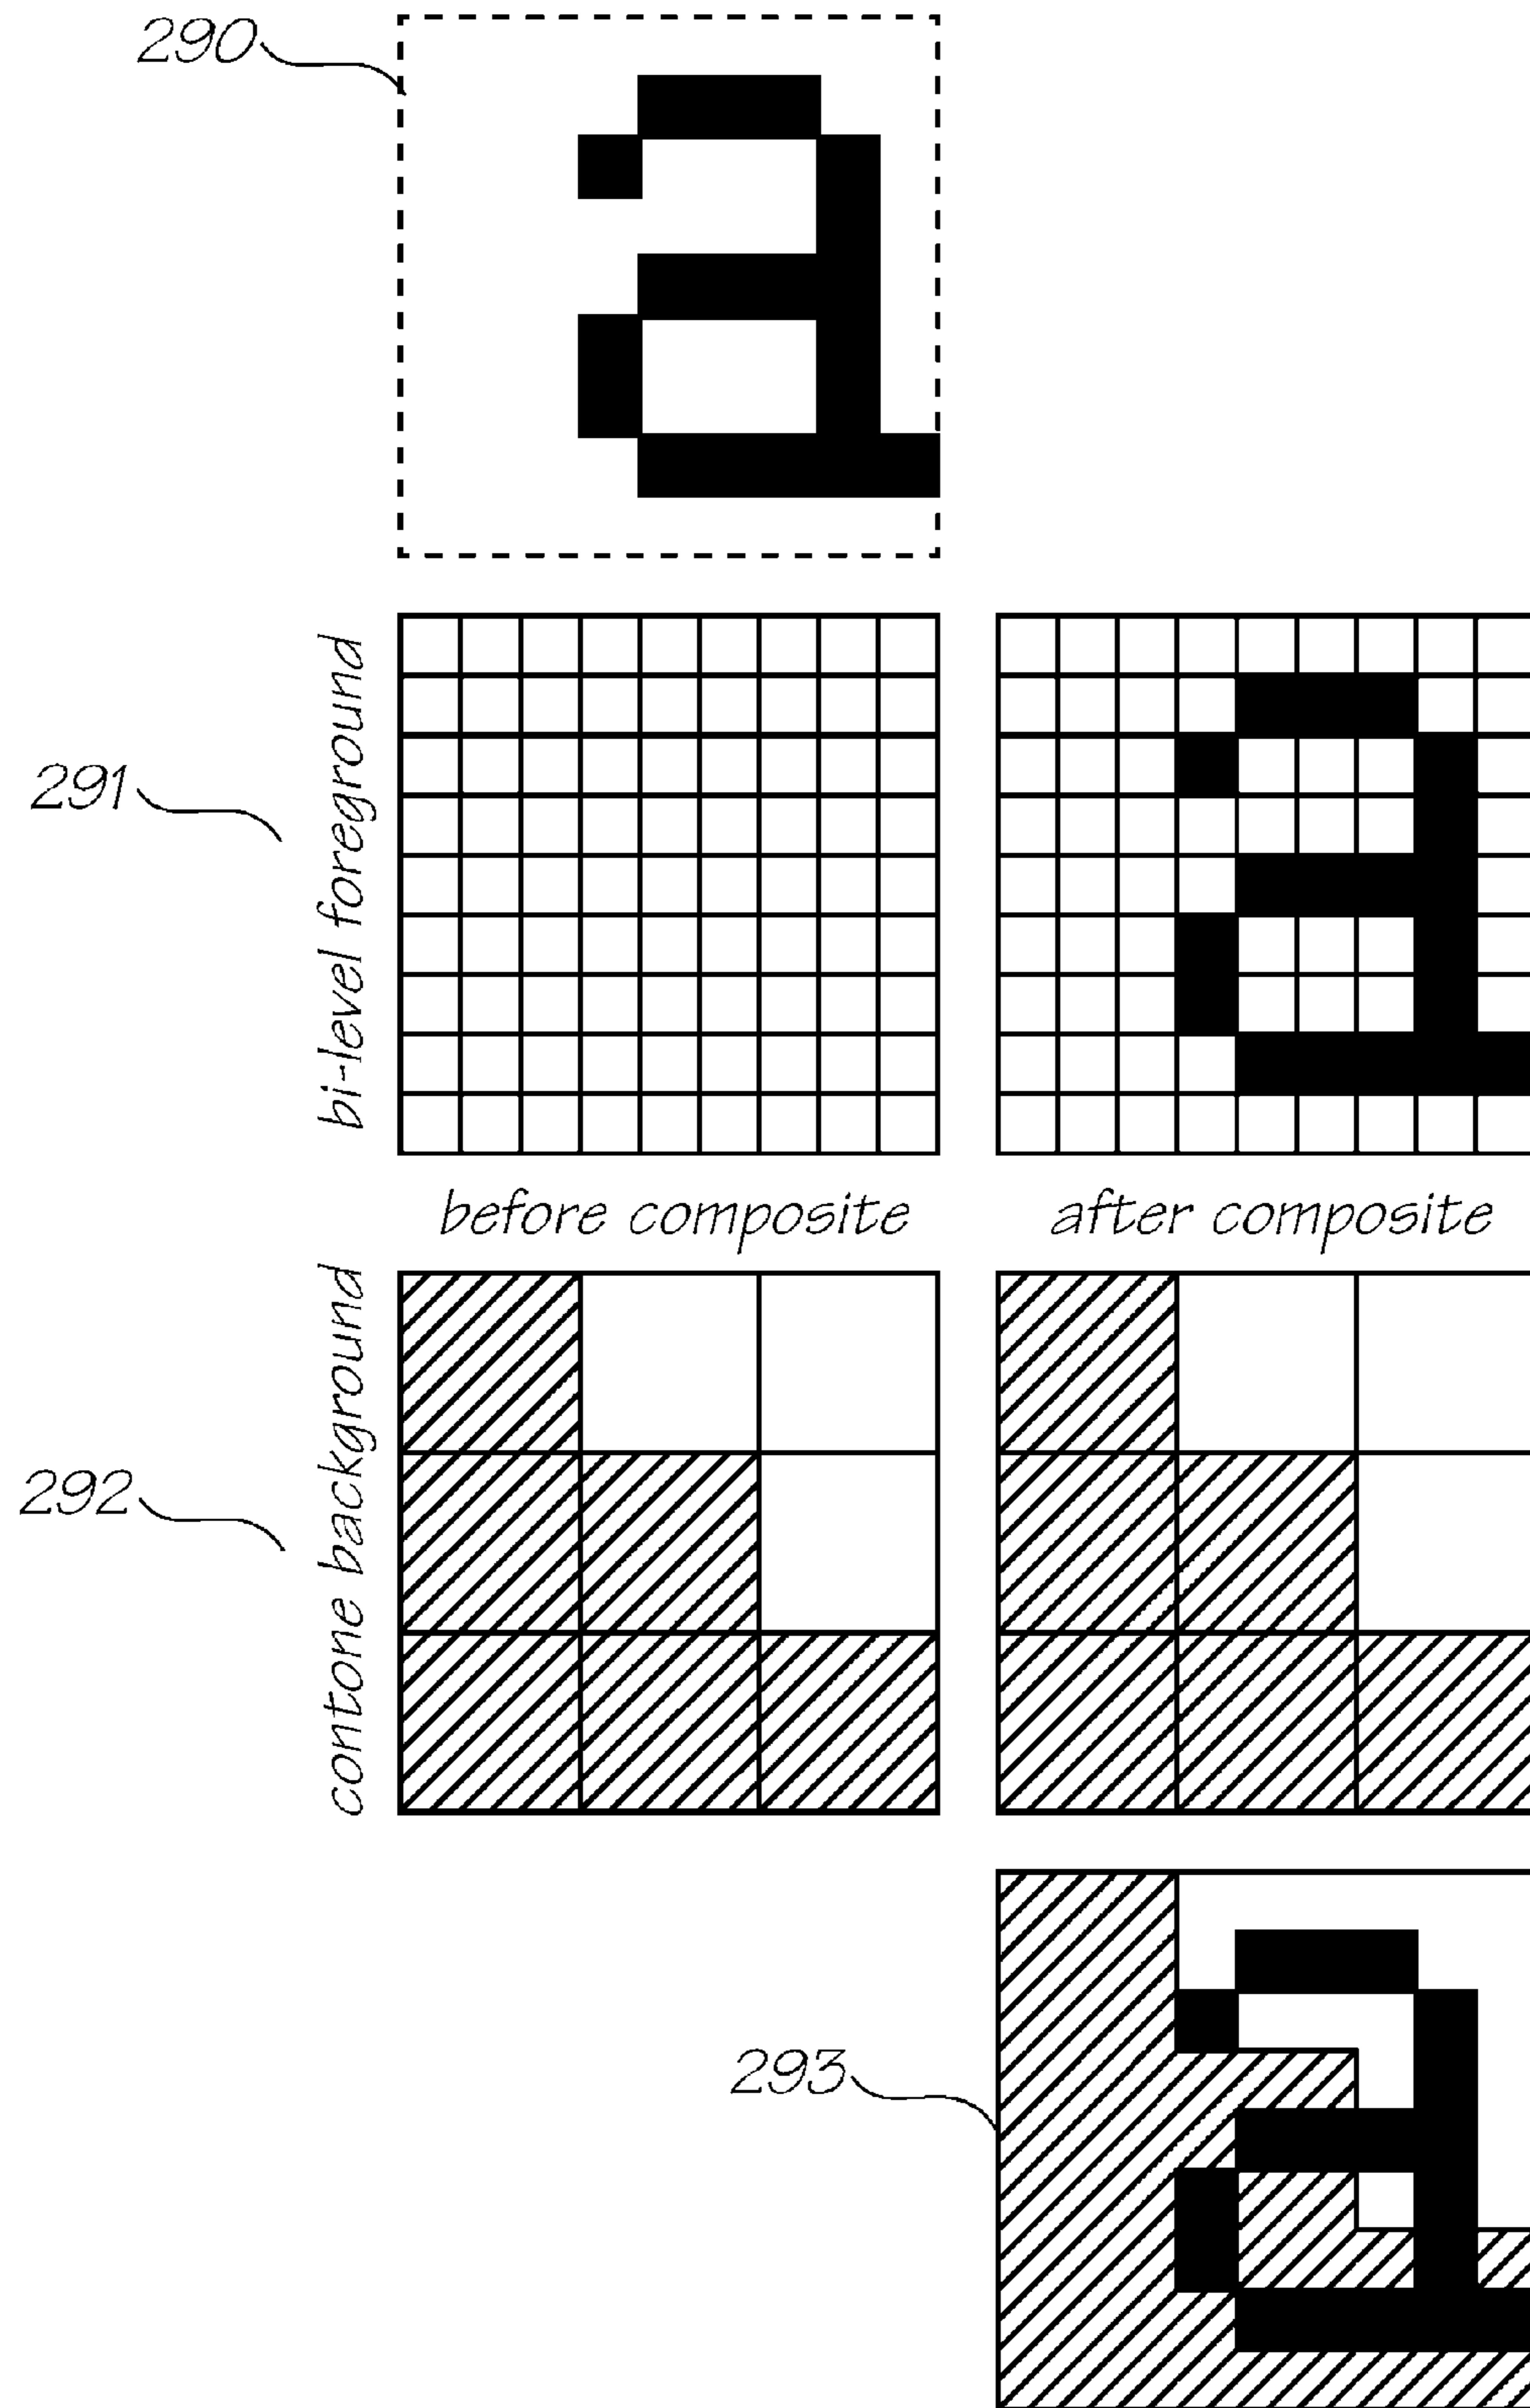 290
a
bi-level foreground
291
a
before composite
after composite
contone background
292
293
a